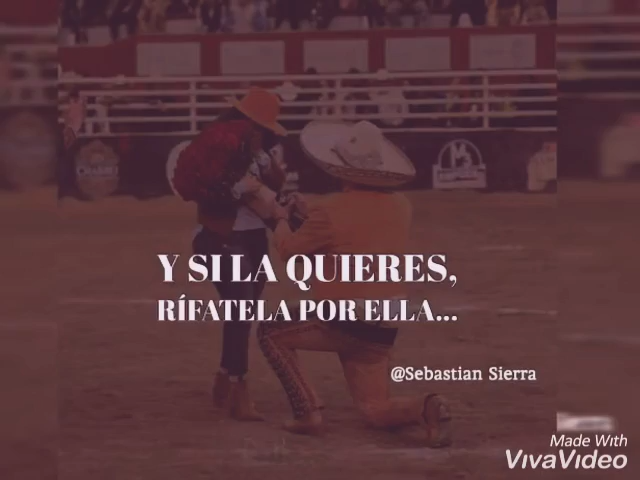 Y SI LA QUIERES,
RÍFATELA POR ELLA...
@Sebastian Sierra
Made With
VIVAVIDEO